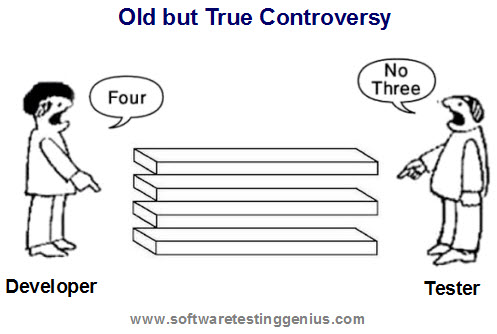 Old but True Controversy
Four
No
Three
Developer
Tester
www.softwaretestinggenius.com